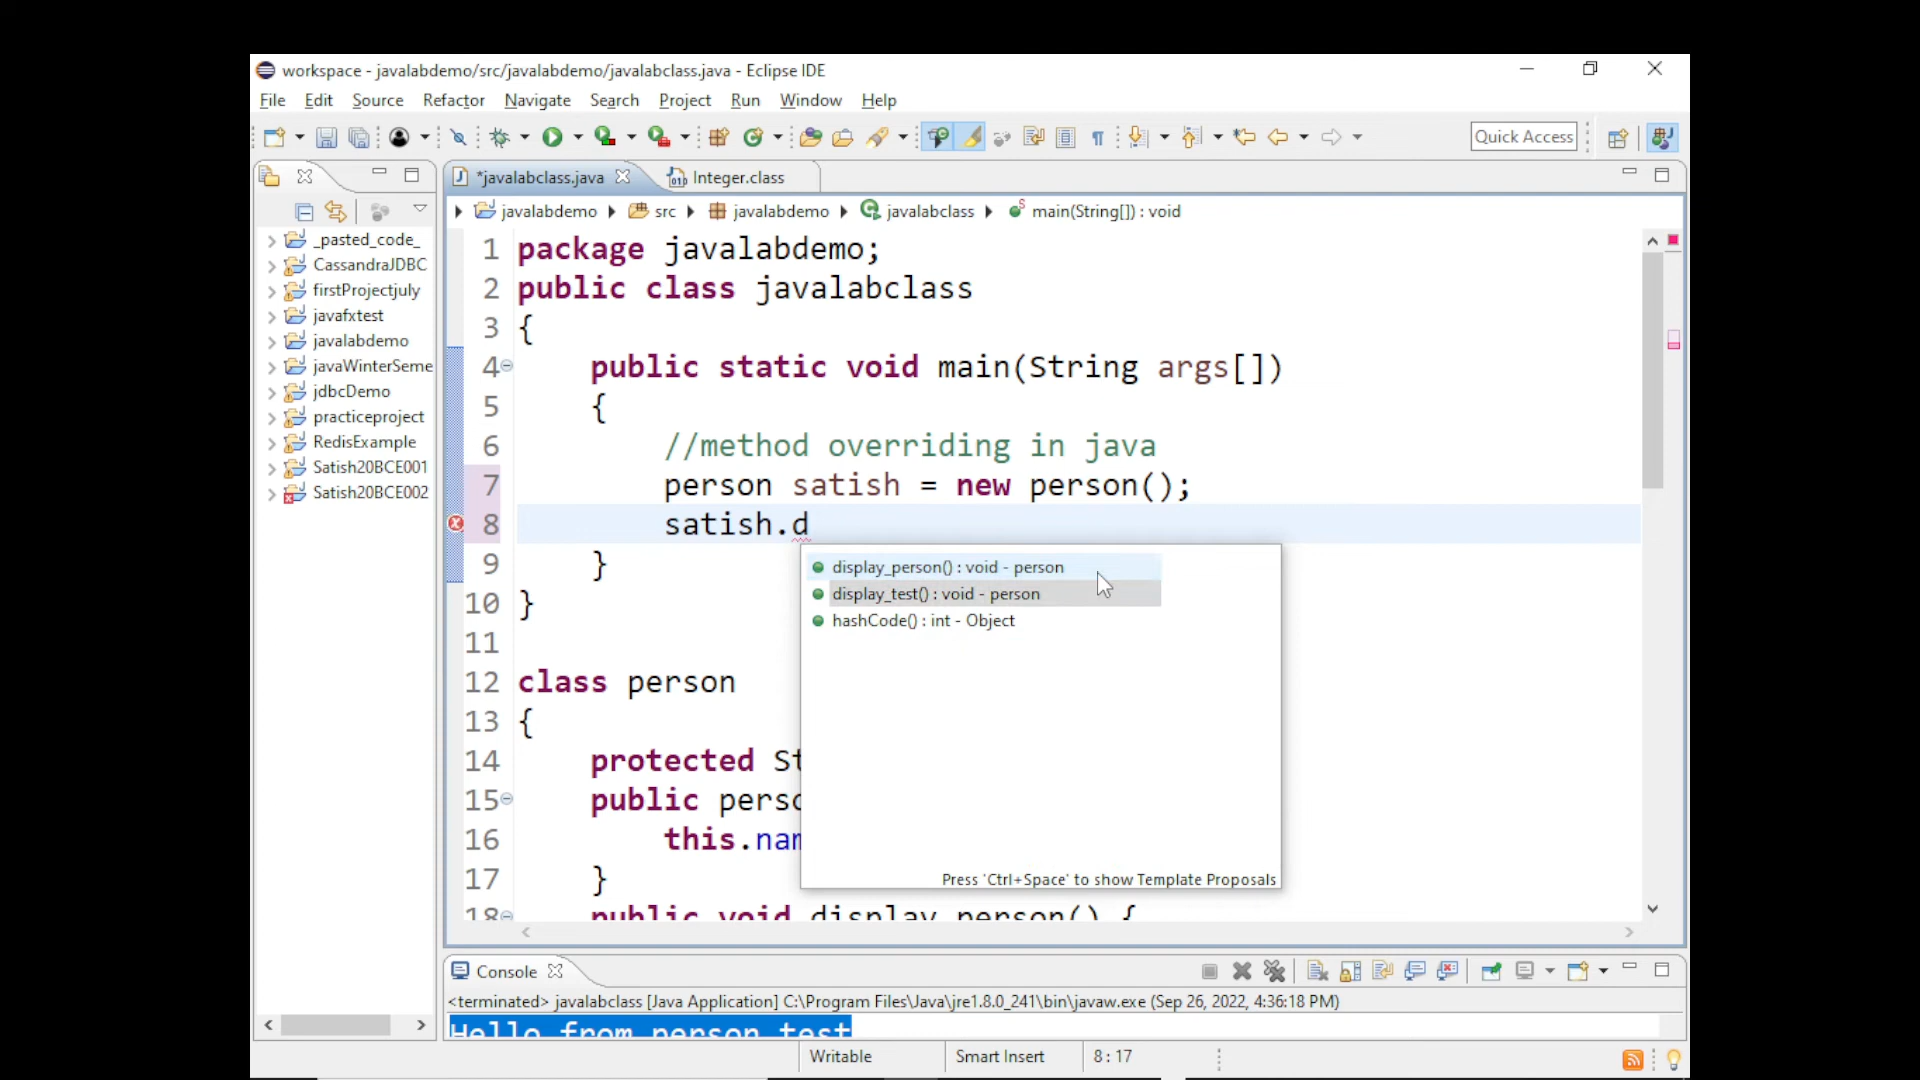 workspace - javalabdemo/src/javalabdemo/javalabclass.java - Eclipse IDE
File Edit Source Refactor Navigate Search Project Run Window Help
Quick Access
*javalabclass.java Integer.class
javalabdemo src javalabdemo javalabclass main(String[]) : void
_pasted_code_
CassandraJDBC
firstProjectjuly
javafxtest
javalabdemo
javaWinterSeme
jdbcDemo
practiceproject
RedisExample
Satish20BCE001
Satish20BCE002
1 package javalabdemo;
2 public class javalabclass
3 {
4 public static void main(String args[])
5 {
6 //method overriding in java
7 person satish = new person();
8 satish.d
9 }
10 }
11
12 class person
13 {
14 protected St
15 public perso
16 this.nam
17 }
18 public void display_person() {
display_person() : void - person
display_test() : void - person
hashCode() : int - Object
Press 'Ctrl+Space' to show Template Proposals
Console
<terminated> javalabclass [Java Application] C:\Program Files\Java\jre1.8.0_241\bin\javaw.exe (Sep 26, 2022, 4:36:18 PM)
Hello from person test
Writable Smart Insert 8 : 17